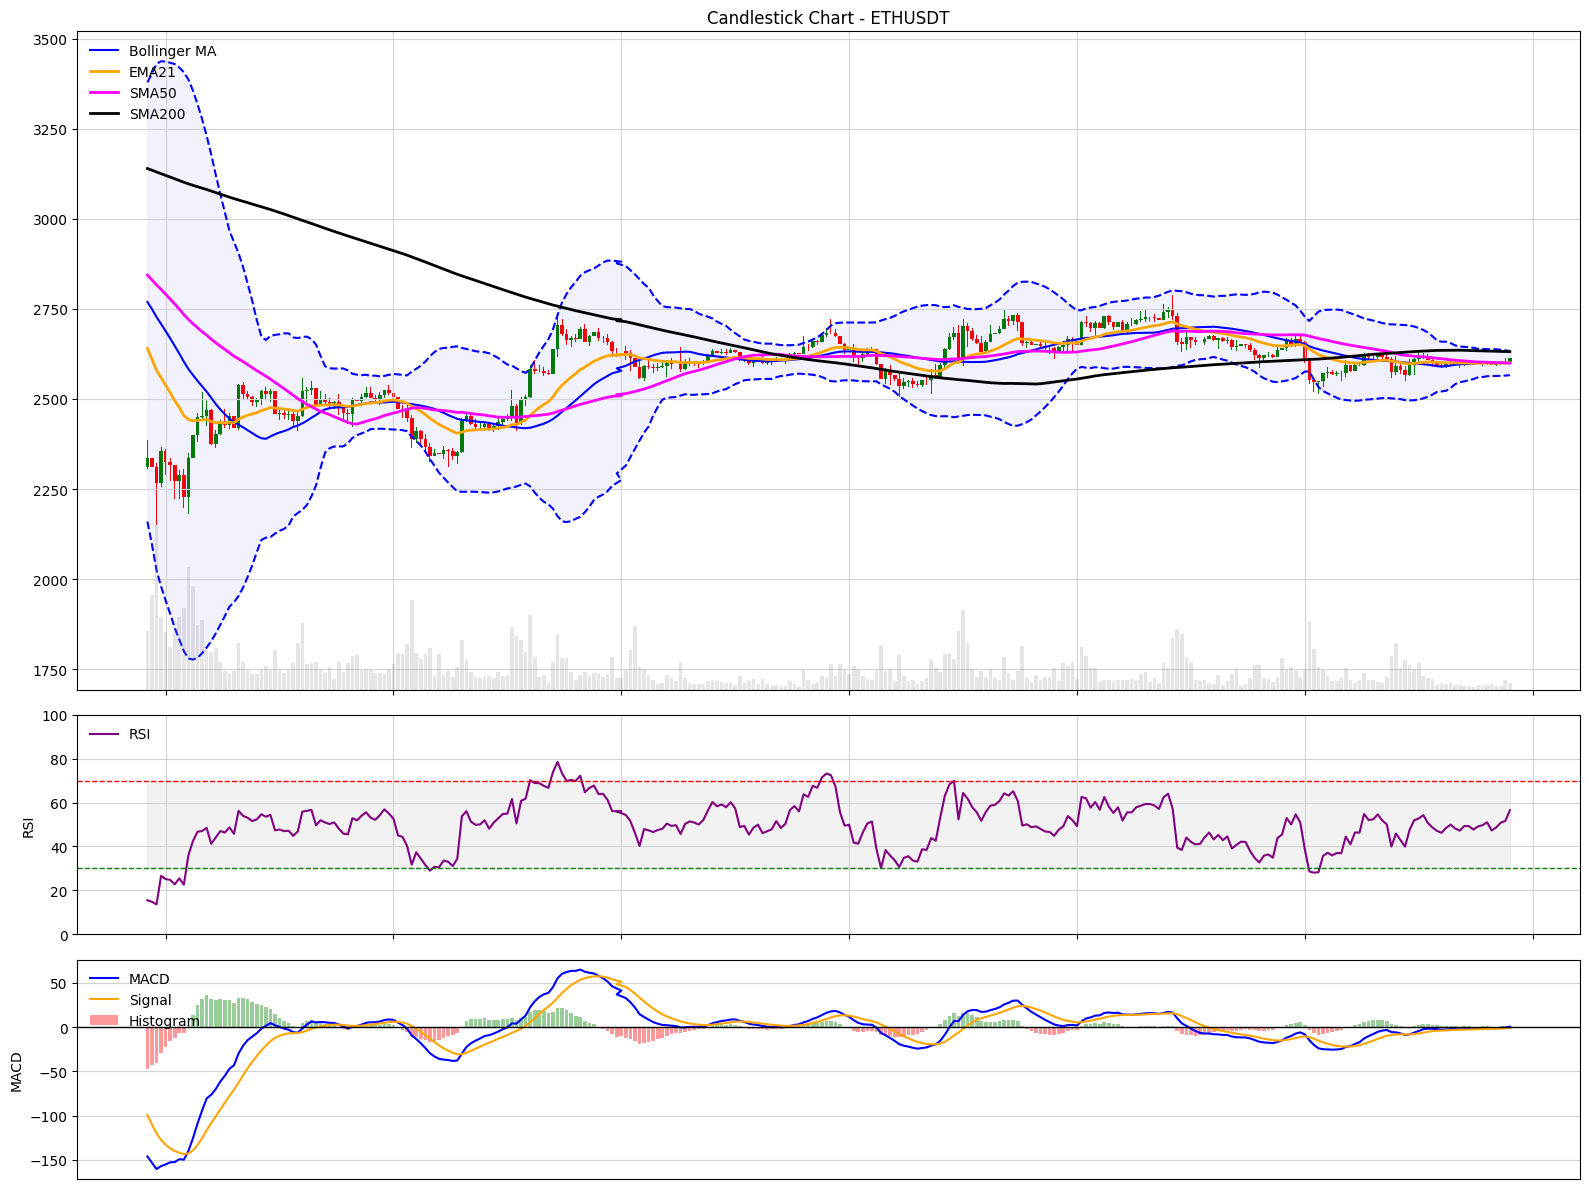 Candlestick Chart - ETHUSDT
3500
3250
3000
2750
2500
2250
2000
1750
Bollinger MA
EMA21
SMA50
SMA200
100
80
60
40
20
0
RSI
RSI
50
0
−50
−100
−150
MACD
MACD
Signal
Histogram